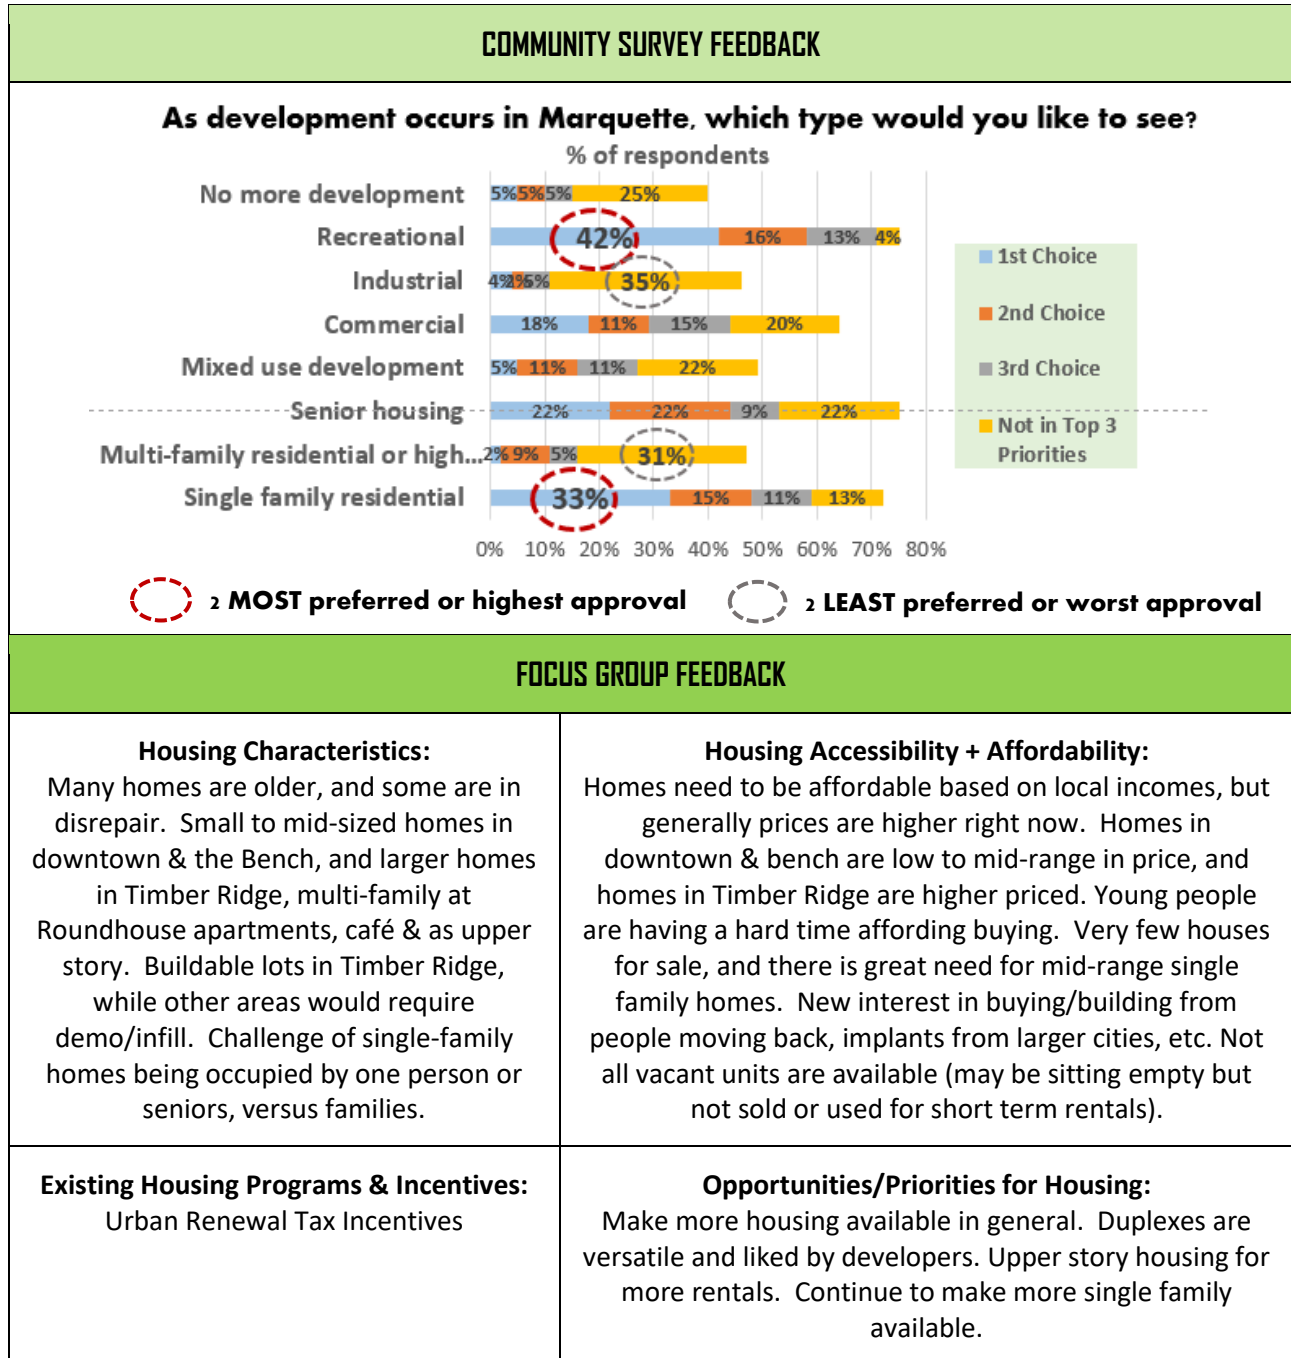 COMMUNITY SURVEY FEEDBACK
As development occurs in Marquette, which type would you like to see?
% of respondents
No more development 5% 5% 5% 25%
Recreational 42% 16% 13% 4%
Industrial 4% 2% 5% 35%
Commercial 18% 11% 15% 20%
Mixed use development 5% 11% 11% 22%
Senior housing 22% 22% 9% 22%
Multi-family residential or high... 2% 9% 5% 31%
Single family residential 33% 15% 11% 13%
0% 10% 20% 30% 40% 50% 60% 70% 80%
1st Choice
2nd Choice
3rd Choice
Not in Top 3
Priorities
2 MOST preferred or highest approval
2 LEAST preferred or worst approval
FOCUS GROUP FEEDBACK
Housing Characteristics:
Many homes are older, and some are in
disrepair. Small to mid-sized homes in
downtown & the Bench, and larger homes
in Timber Ridge, multi-family at
Roundhouse apartments, café & as upper
story. Buildable lots in Timber Ridge,
while other areas would require
demo/infill. Challenge of single-family
homes being occupied by one person or
seniors, versus families.
Housing Accessibility + Affordability:
Homes need to be affordable based on local incomes, but
generally prices are higher right now. Homes in
downtown & bench are low to mid-range in price, and
homes in Timber Ridge are higher priced. Young people
are having a hard time affording buying. Very few houses
for sale, and there is great need for mid-range single
family homes. New interest in buying/building from
people moving back, implants from larger cities, etc. Not
all vacant units are available (may be sitting empty but
not sold or used for short term rentals).
Existing Housing Programs & Incentives:
Urban Renewal Tax Incentives
Opportunities/Priorities for Housing:
Make more housing available in general. Duplexes are
versatile and liked by developers. Upper story housing for
more rentals. Continue to make more single family
available.